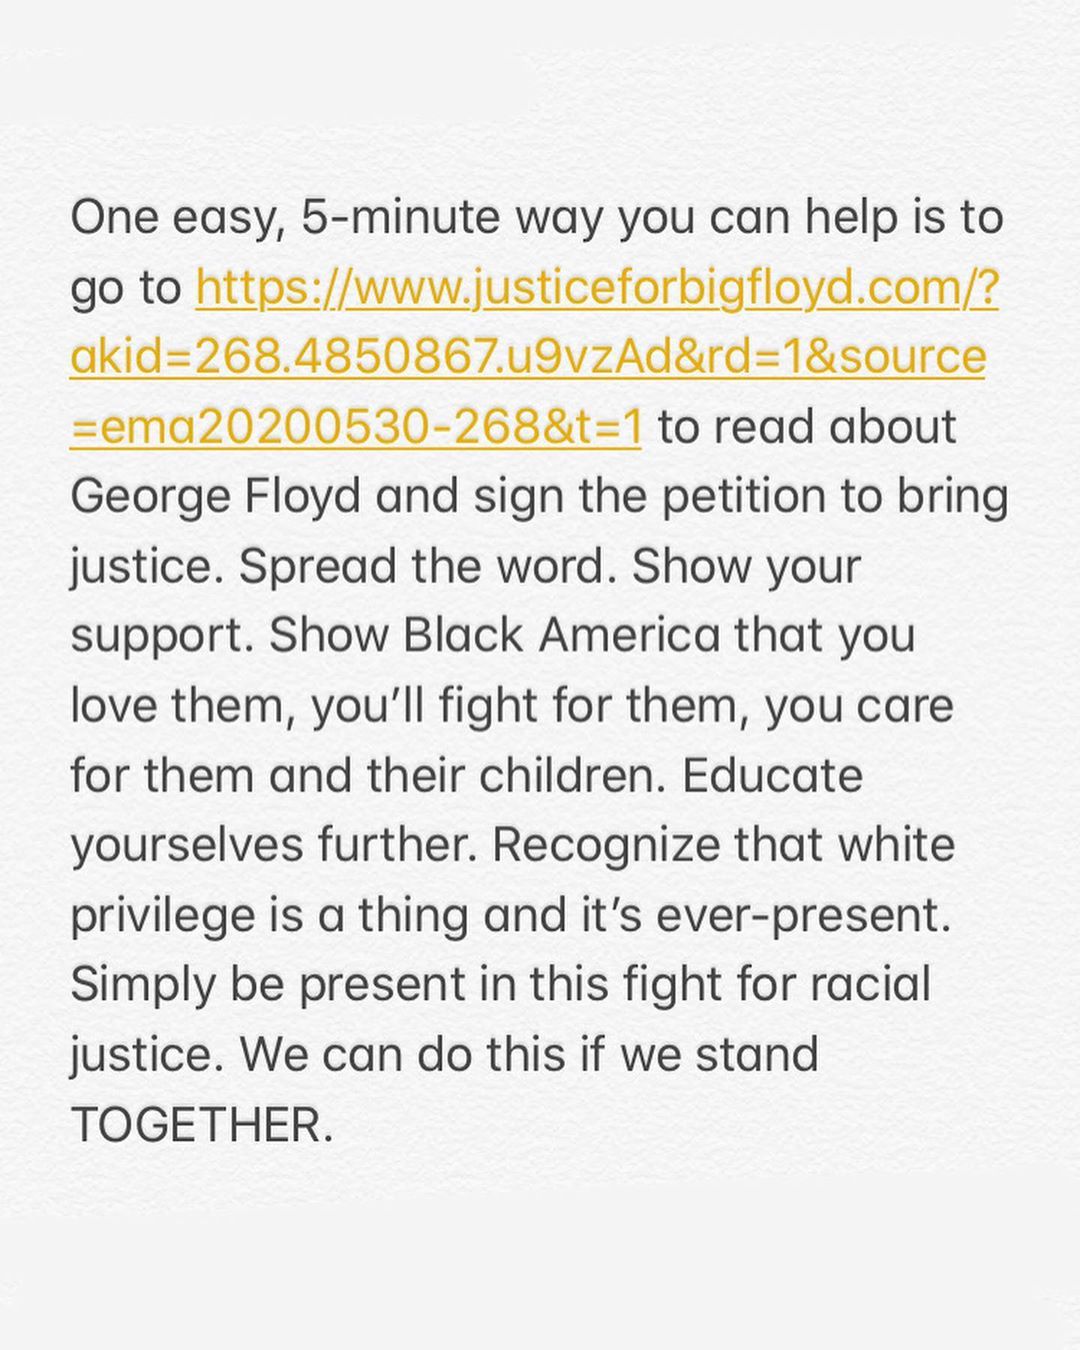 One easy, 5-minute way you can help is to
go to https://www.justiceforbigfloyd.com/?
akid=268.4850867.u9vzAd&rd=1&source
=ema20200530-268&t=1 to read about
George Floyd and sign the petition to bring
justice. Spread the word. Show your
support. Show Black America that you
love them, you’ll fight for them, you care
for them and their children. Educate
yourselves further. Recognize that white
privilege is a thing and it’s ever-present.
Simply be present in this fight for racial
justice. We can do this if we stand
TOGETHER.